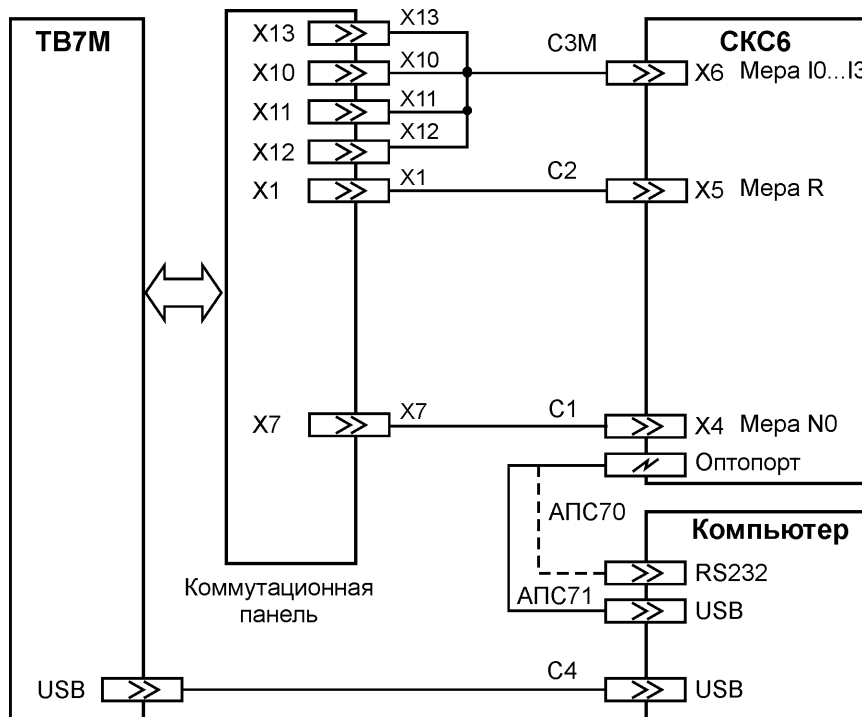 ТВ7М
X13
X10
X11
X12
X1
X7
Коммутационная
панель
X13
X10
X11
X12
X1
X7
С3М
С2
С1
СКС6
X6 Мера I0...I3
X5 Мера R
X4 Мера N0
Оптопорт
АПС70
АПС71
Компьютер
RS232
USB
USB
С4
USB